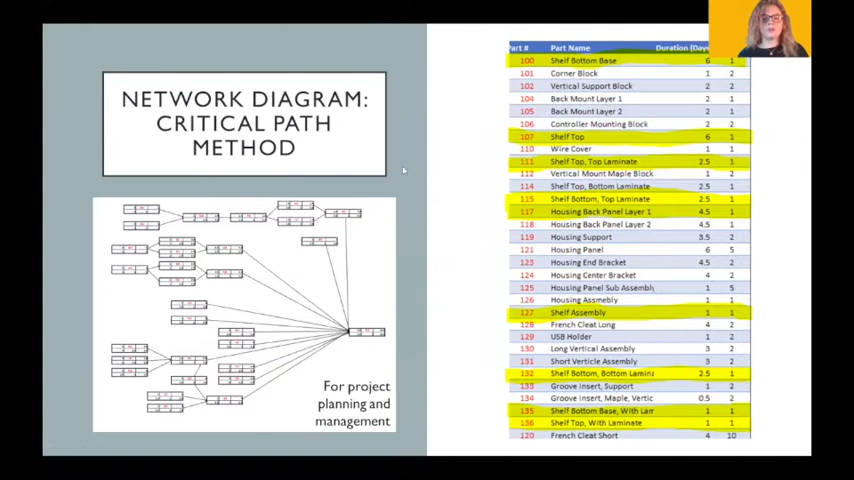 NETWORK DIAGRAM:
CRITICAL PATH
METHOD
For project
planning and
management
Part # Part Name Duration (Days
100 Shelf Bottom Base 6 1
101 Corner Block 1 2
102 Vertical Support Block 2 2
104 Back Mount Layer 1 2 1
105 Back Mount Layer 2 2 1
106 Controller Mounting Block 2 2
107 Shelf Top 6 1
110 Wire Cover 1 1
111 Shelf Top, Top Laminate 2.5 1
112 Vertical Mount Maple Block 1 2
114 Shelf Top, Bottom Laminate 2.5 1
115 Shelf Bottom, Top Laminate 2.5 1
117 Housing Back Panel Layer 1 4.5 1
118 Housing Back Panel Layer 2 4.5 1
119 Housing Support 3.5 2
121 Housing Panel 6 5
123 Housing End Bracket 4.5 2
124 Housing Center Bracket 4 2
125 Housing Panel Sub Assembly 1 5
126 Housing Assmebly 1 1
127 Shelf Assembly 1 1
128 French Cleat Long 4 2
129 USB Holder 1 2
130 Long Vertical Assembly 3 2
131 Short Verticle Assembly 3 2
132 Shelf Bottom, Bottom Lamina 2.5 1
133 Groove Insert, Support 1 2
134 Groove Insert, Maple, Vertic 0.5 2
135 Shelf Bottom Base, With Lam 1 1
136 Shelf Top, With Laminate 1 1
120 French Cleat Short 4 10